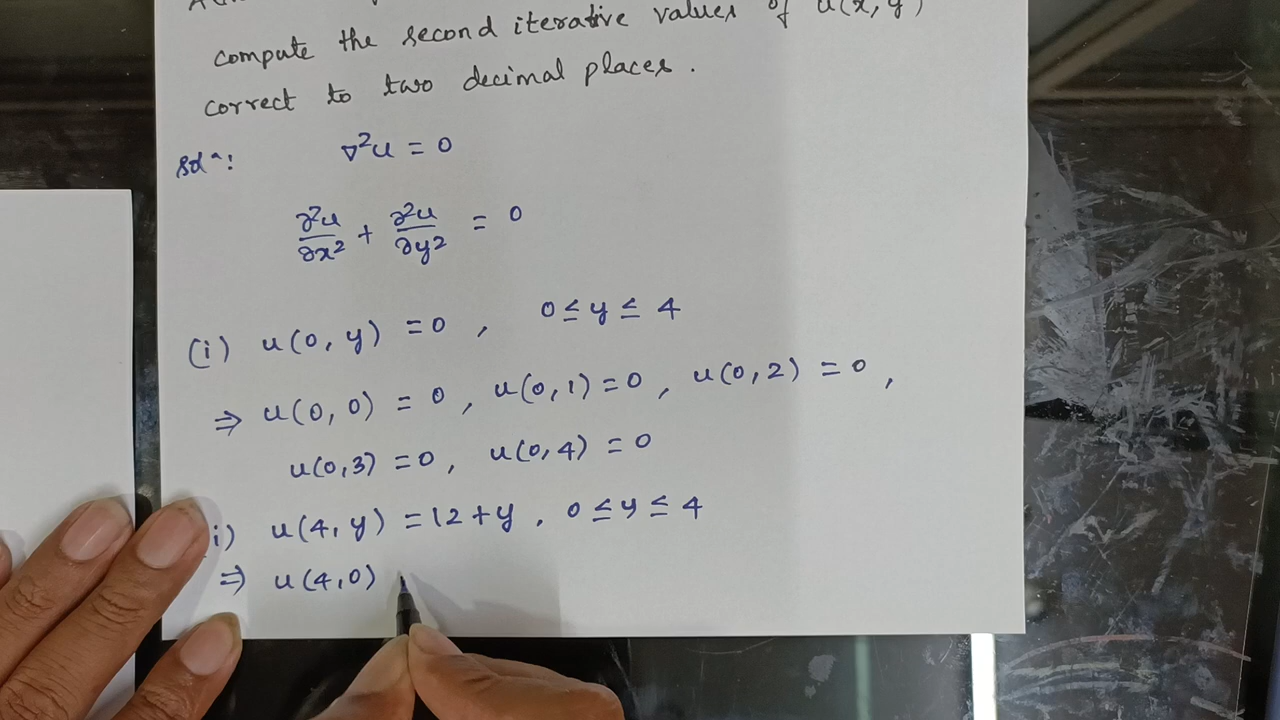 compute the second iterative values of u(x, y)
correct to two decimal places.
Solⁿ: ∇²u = 0
∂²u/∂x² + ∂²u/∂y² = 0
(i) u(0, y) = 0 , 0 ≤ y ≤ 4
⇒ u(0, 0) = 0 , u(0, 1) = 0 , u(0, 2) = 0 ,
u(0, 3) = 0 , u(0, 4) = 0
i) u(4, y) = 12 + y , 0 ≤ y ≤ 4
⇒ u(4, 0)